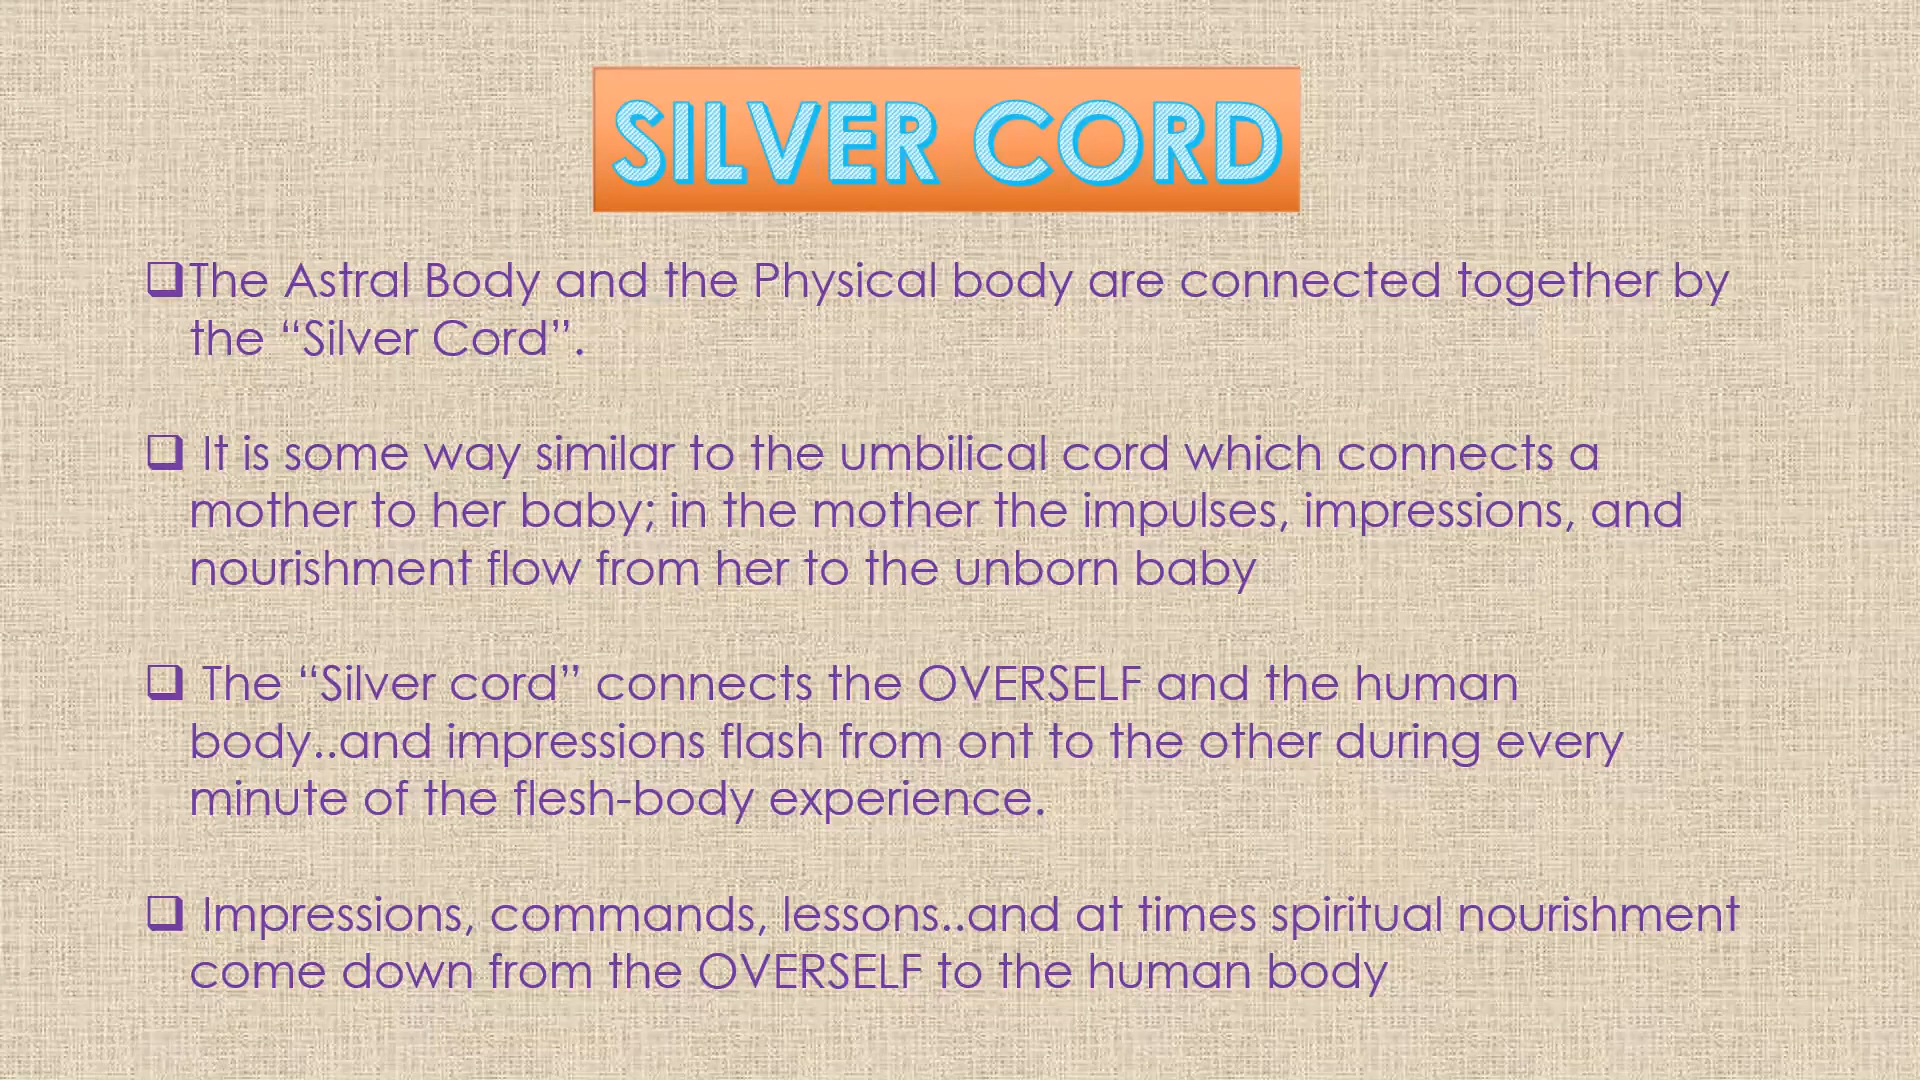 SILVER CORD
❑The Astral Body and the Physical body are connected together by
the “Silver Cord”.
❑ It is some way similar to the umbilical cord which connects a
mother to her baby; in the mother the impulses, impressions, and
nourishment flow from her to the unborn baby
❑ The “Silver cord” connects the OVERSELF and the human
body..and impressions flash from ont to the other during every
minute of the flesh-body experience.
❑ Impressions, commands, lessons..and at times spiritual nourishment
come down from the OVERSELF to the human body